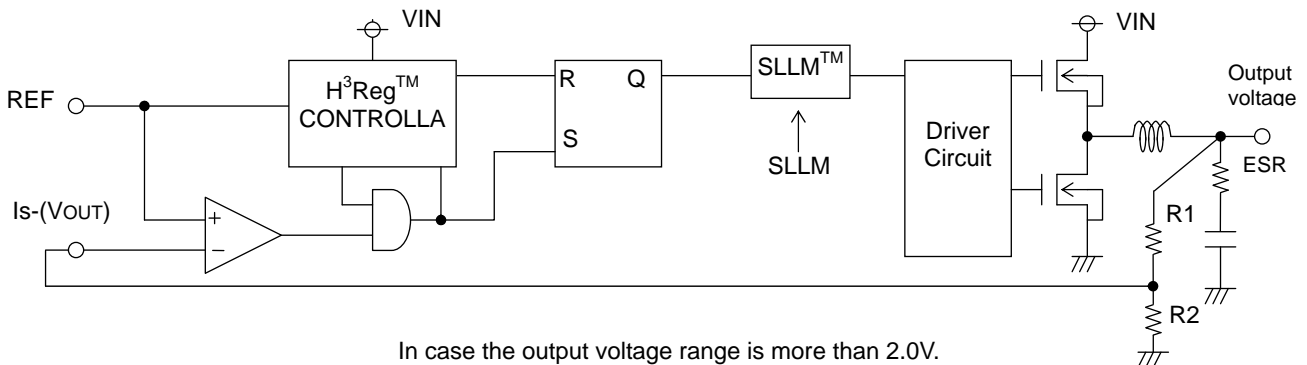 VIN
VIN
REF
H³Reg™
CONTROLLA
R
Q
S
SLLM™
SLLM
Driver
Circuit
Output
voltage
ESR
Is-(VOUT)
+
−
R1
R2
In case the output voltage range is more than 2.0V.